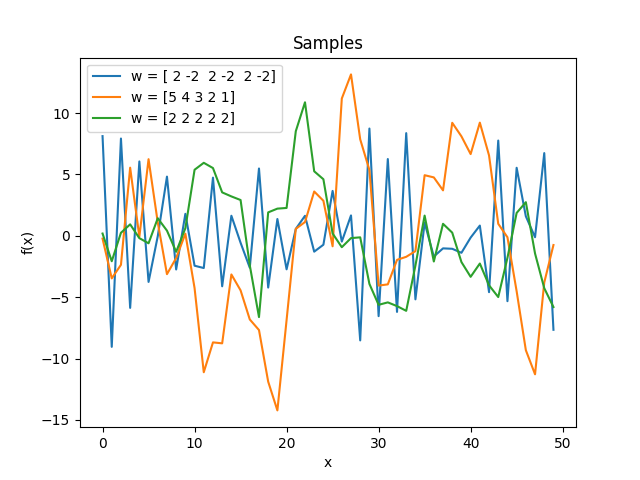 Samples
w = [ 2 -2  2 -2  2 -2]
w = [5 4 3 2 1]
w = [2 2 2 2 2]
f(x)
10
5
0
−5
−10
−15
0 10 20 30 40 50
x